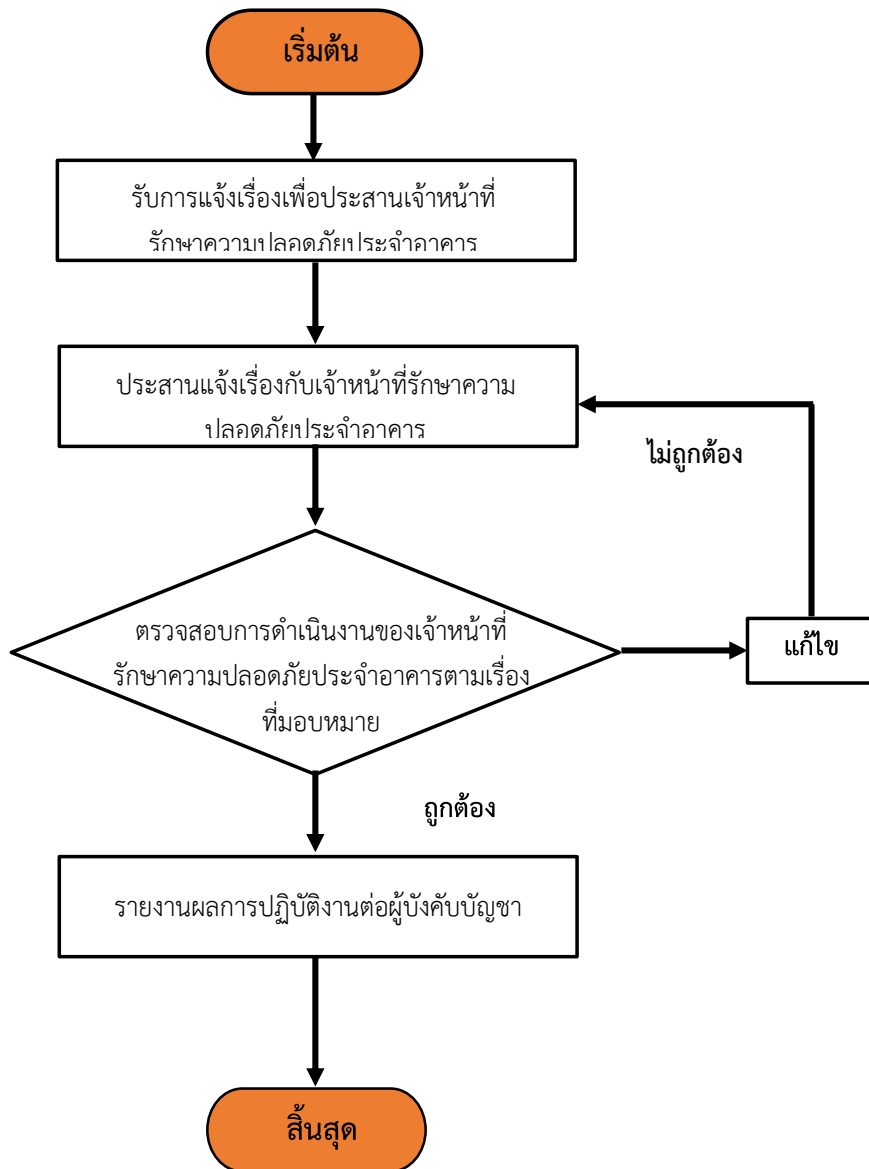 เริ่มต้น
รับการแจ้งเรื่องเพื่อประสานเจ้าหน้าที่
รักษาความปลอดภัยประจำอาคาร
ประสานแจ้งเรื่องกับเจ้าหน้าที่รักษาความ
ปลอดภัยประจำอาคาร
ไม่ถูกต้อง
ตรวจสอบการดำเนินงานของเจ้าหน้าที่
รักษาความปลอดภัยประจำอาคารตามเรื่อง
ที่มอบหมาย
แก้ไข
ถูกต้อง
รายงานผลการปฏิบัติงานต่อผู้บังคับบัญชา
สิ้นสุด